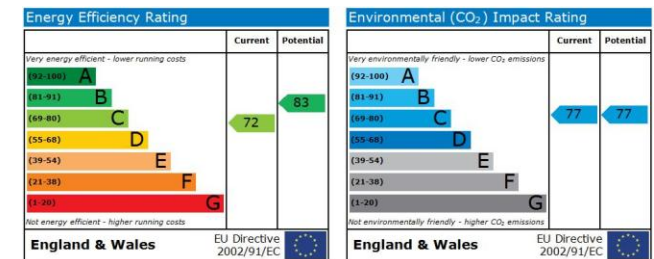 Energy Efficiency Rating
Current Potential
Very energy efficient - lower running costs
(92-100) A
(81-91) B
83
(69-80) C
72
(55-68) D
(39-54) E
(21-38) F
(1-20) G
Not energy efficient - higher running costs
England & Wales
EU Directive
2002/91/EC
Environmental (CO₂) Impact Rating
Current Potential
Very environmentally friendly - lower CO₂ emissions
(92-100) A
(81-91) B
(69-80) C
77 77
(55-68) D
(39-54) E
(21-38) F
(1-20) G
Not environmentally friendly - higher CO₂ emissions
England & Wales
EU Directive
2002/91/EC